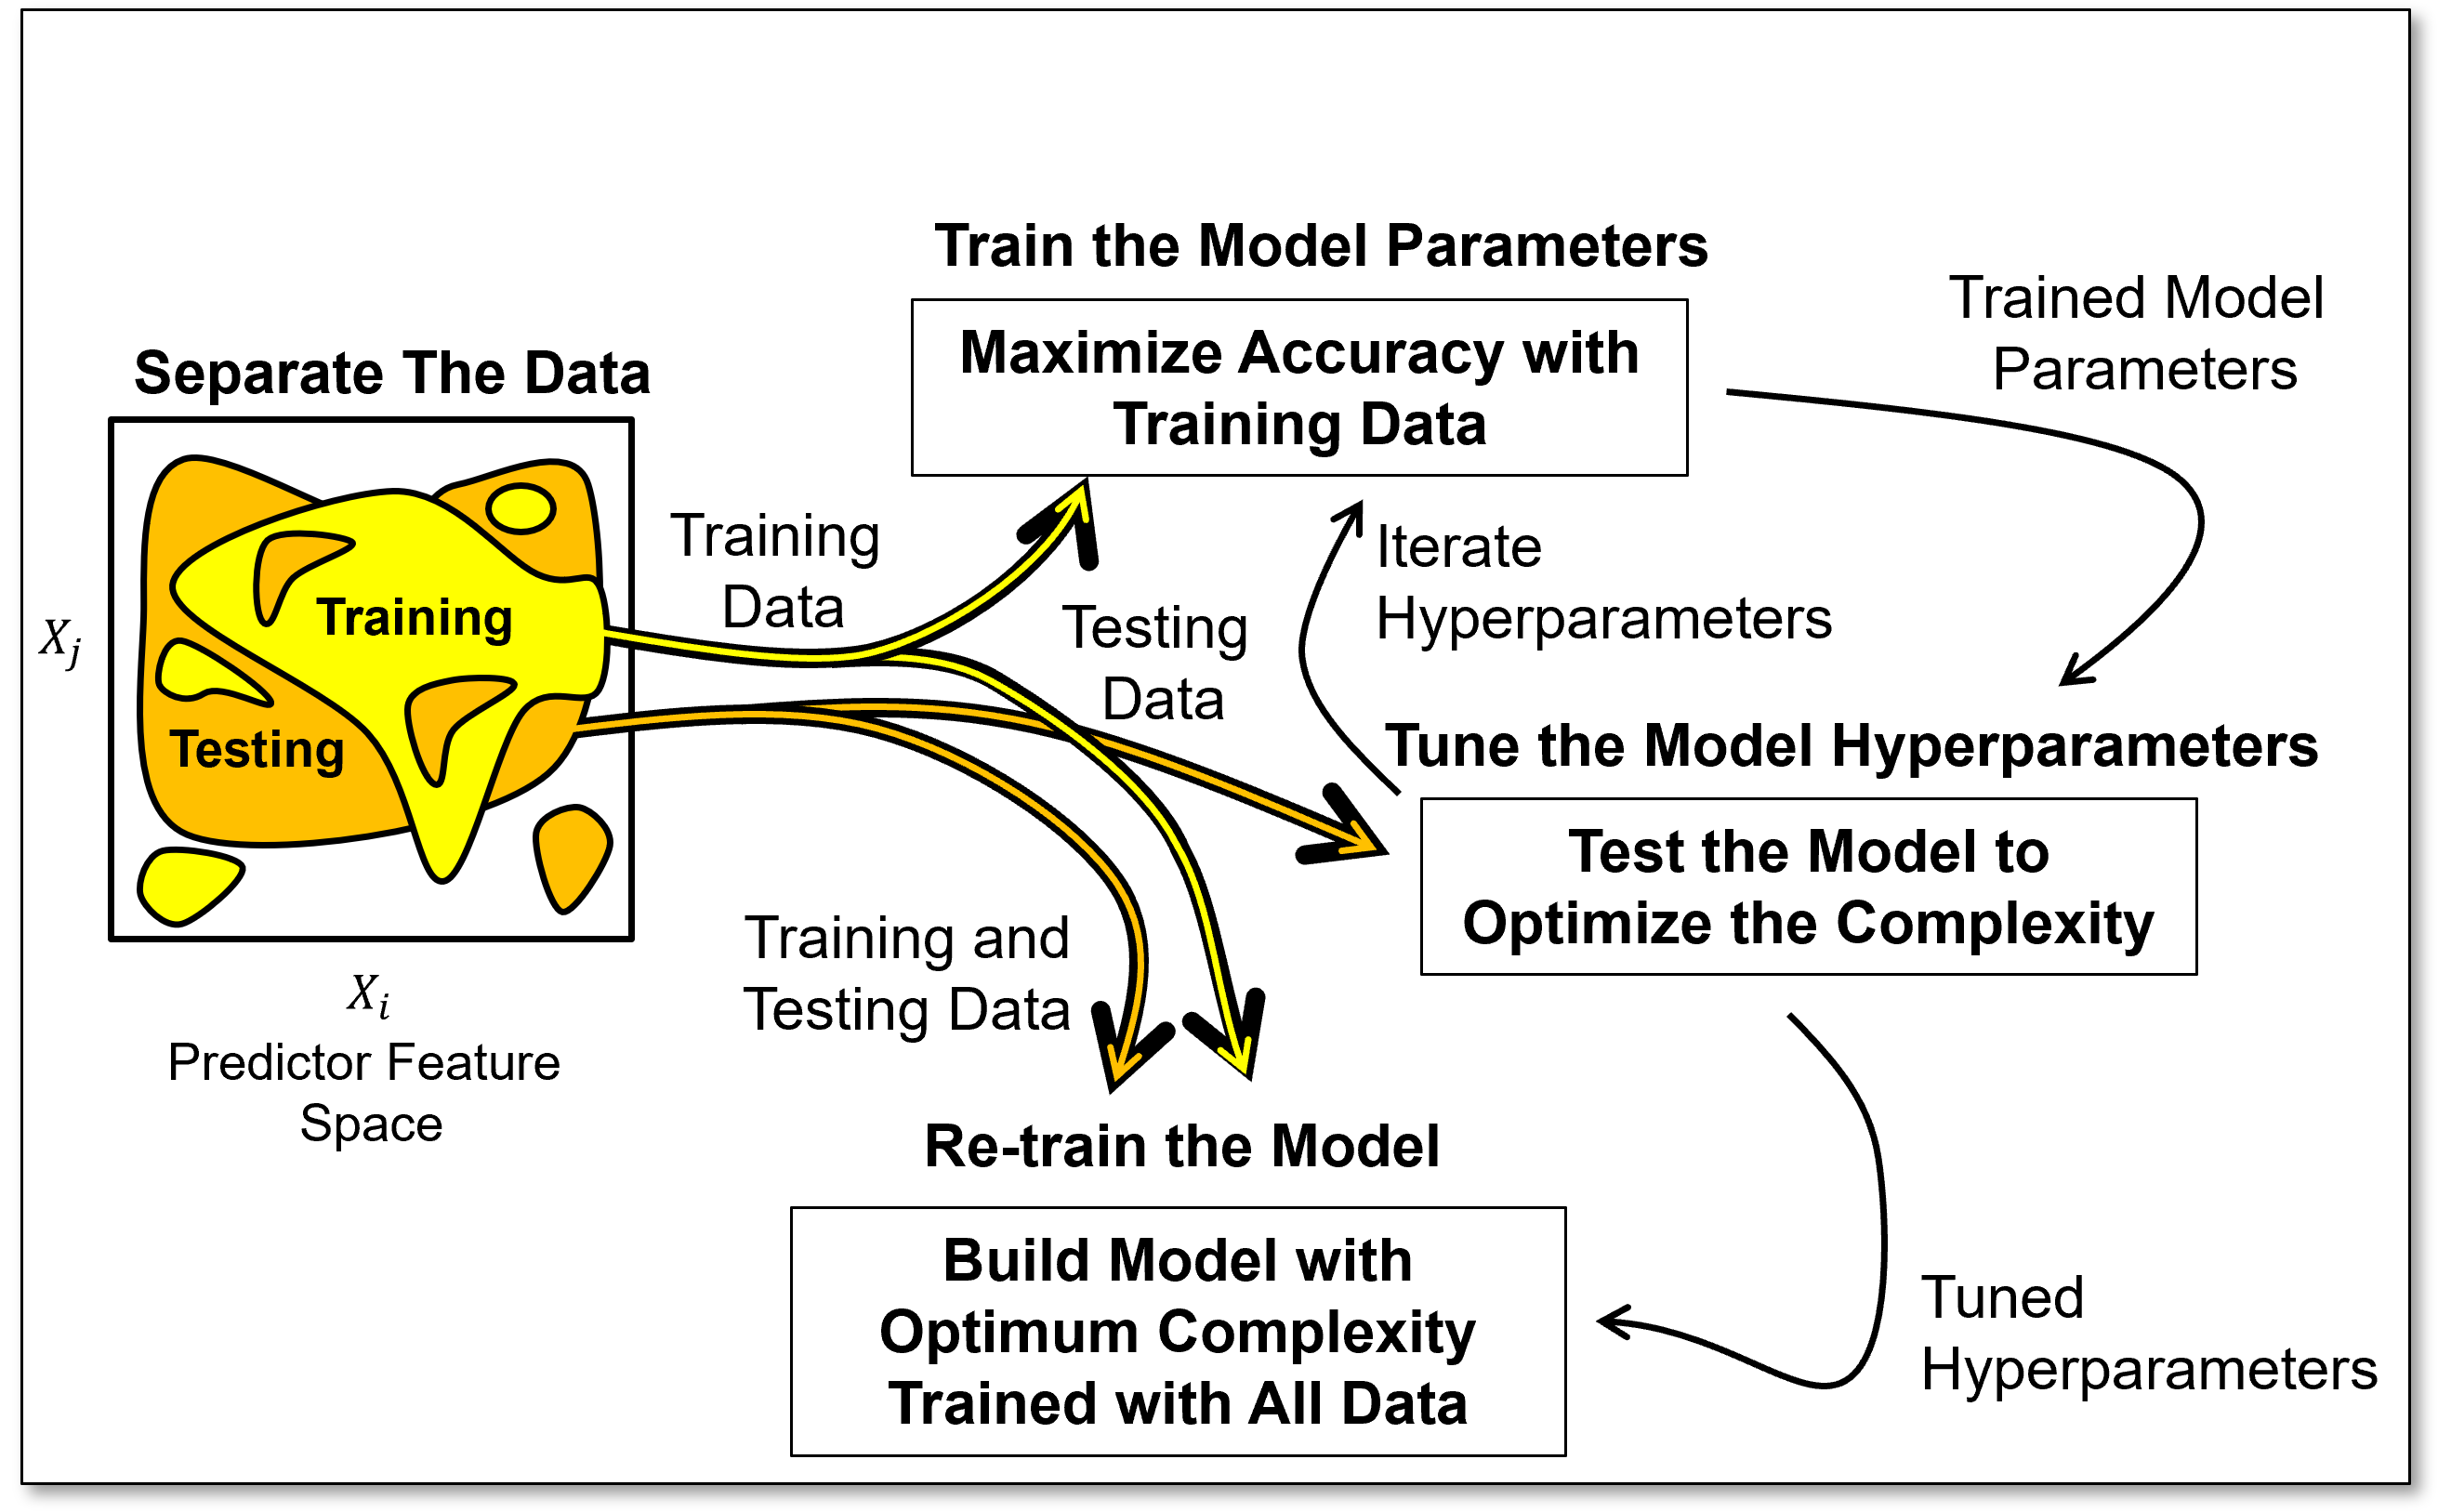 Train the Model Parameters
Maximize Accuracy with
Training Data
Trained Model
Parameters
Separate The Data
Training
Testing
X_j
X_i
Predictor Feature
Space
Training
Data
Testing
Data
Iterate
Hyperparameters
Tune the Model Hyperparameters
Test the Model to
Optimize the Complexity
Training and
Testing Data
Re-train the Model
Build Model with
Optimum Complexity
Trained with All Data
Tuned
Hyperparameters